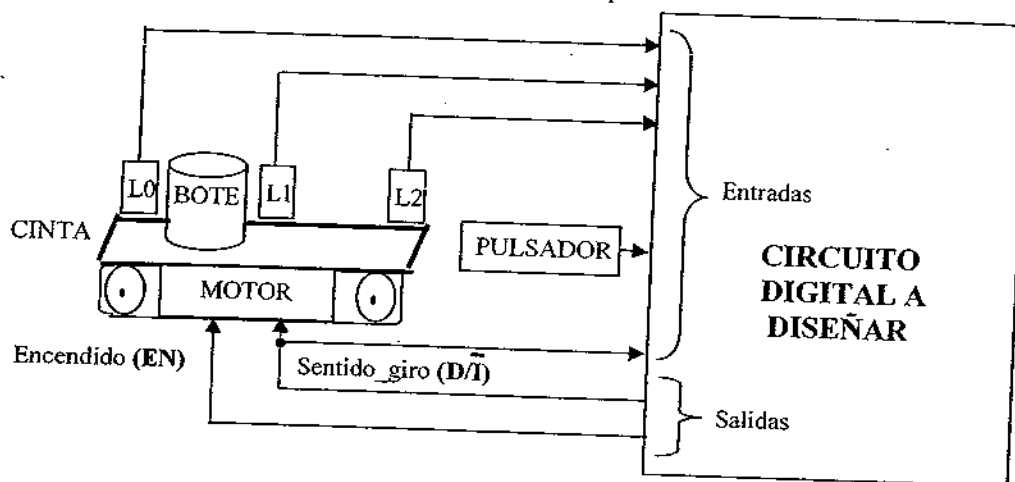 L0
BOTE
L1
L2
CINTA
MOTOR
PULSADOR
Entradas
CIRCUITO
DIGITAL A
DISEÑAR
Encendido (EN)
Sentido_giro (D/Ī)
Salidas